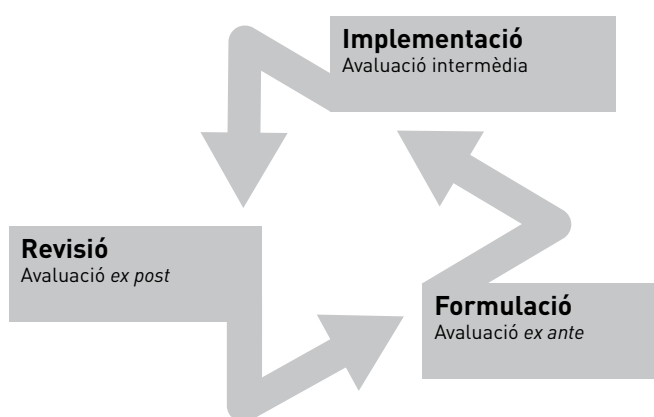 Implementació
Avaluació intermèdia
Revisió
Avaluació ex post
Formulació
Avaluació ex ante